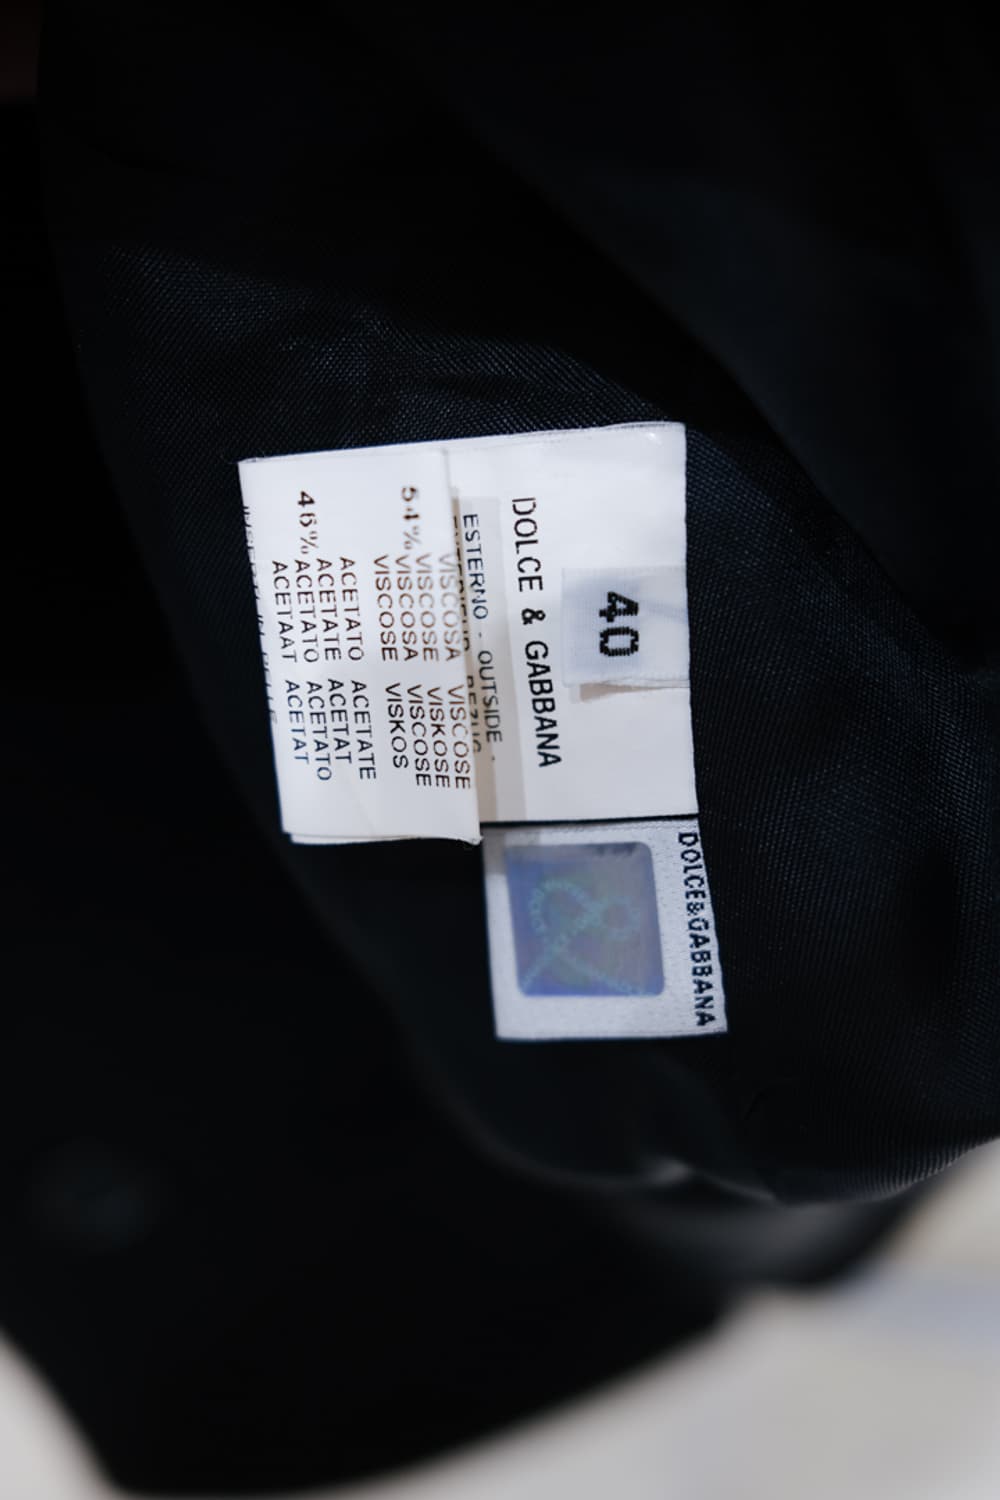 40
DOLCE & GABBANA
ESTERNO - OUTSIDE -
VISCOSA VISCOSE
VISCOSE VISKOSE
54% VISCOSA VISCOSE
VISCOSE VISKOS
ACETATO ACETATE
ACETATE ACETAT
46% ACETATO ACETATO
ACETAAT ACETAT
DOLCE&GABBANA